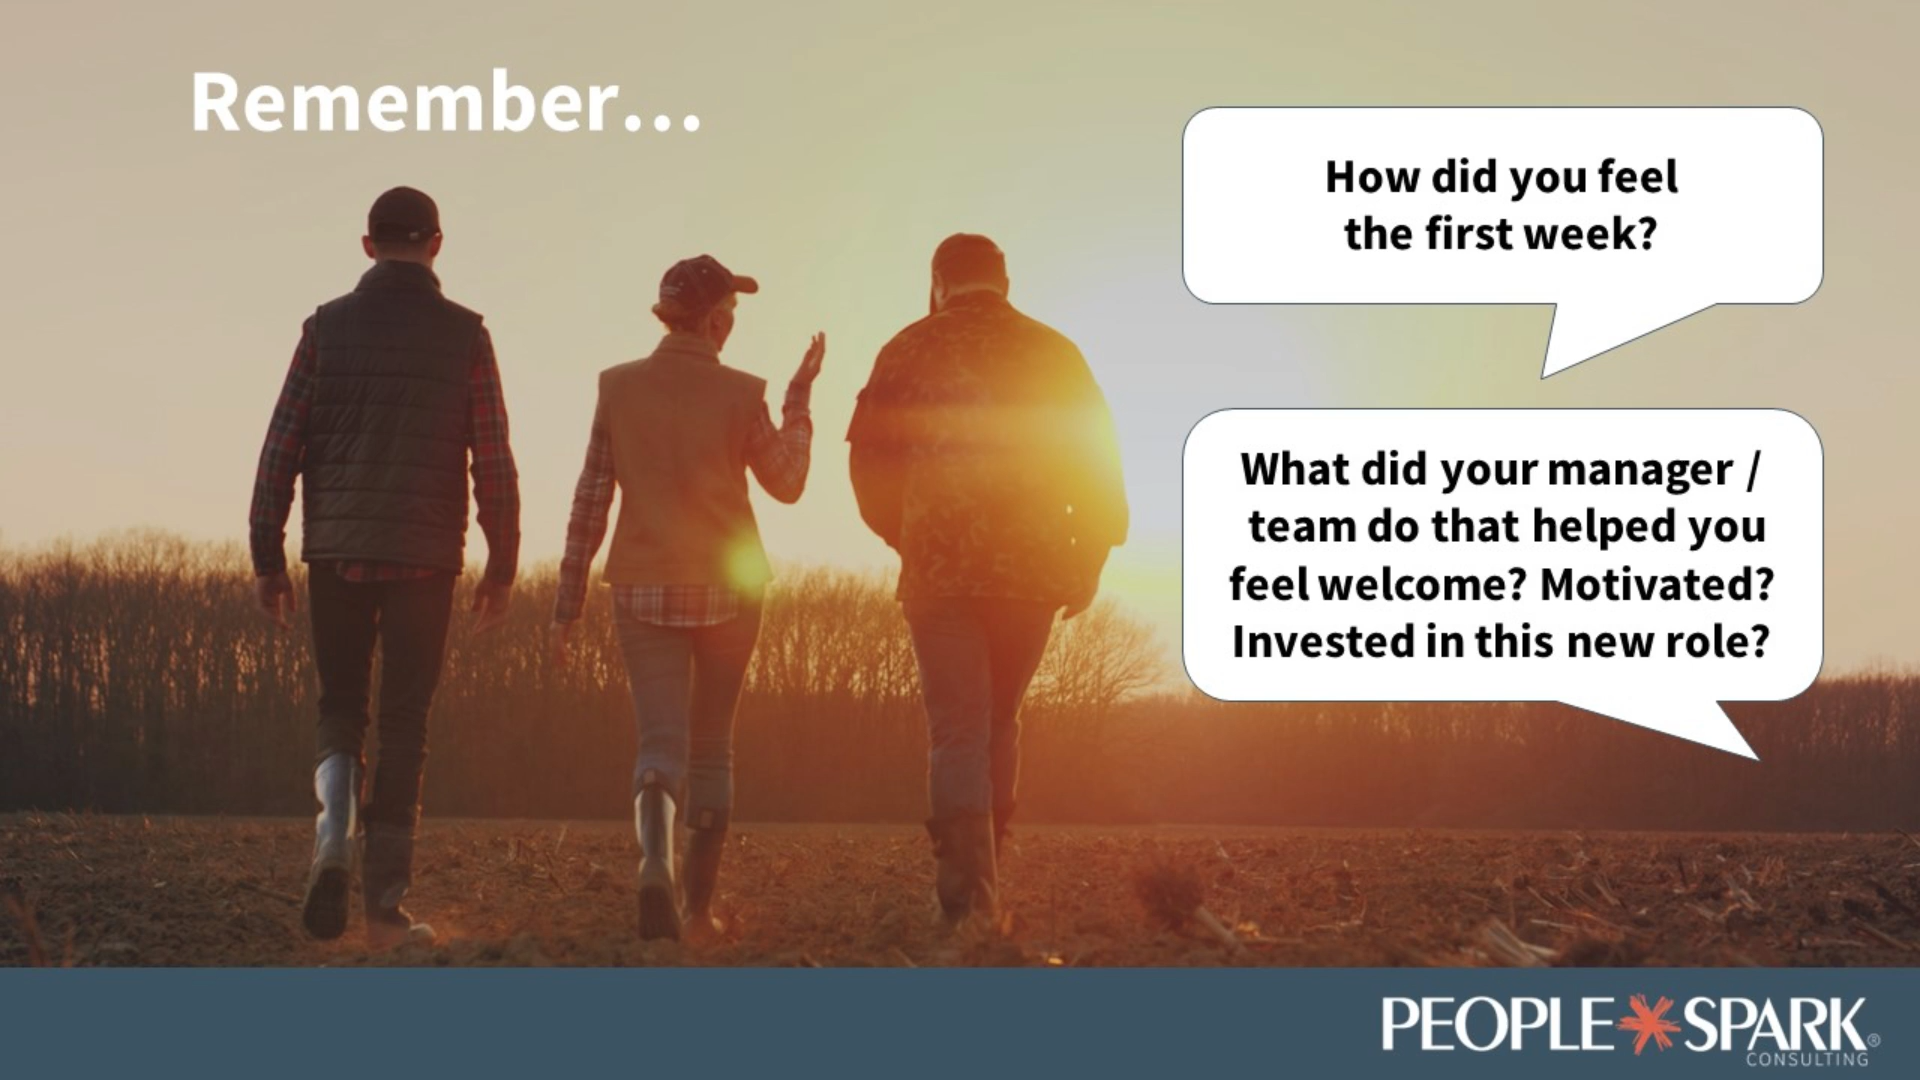 Remember...
How did you feel
the first week?
What did your manager /
team do that helped you
feel welcome? Motivated?
Invested in this new role?
PEOPLE SPARK®
CONSULTING